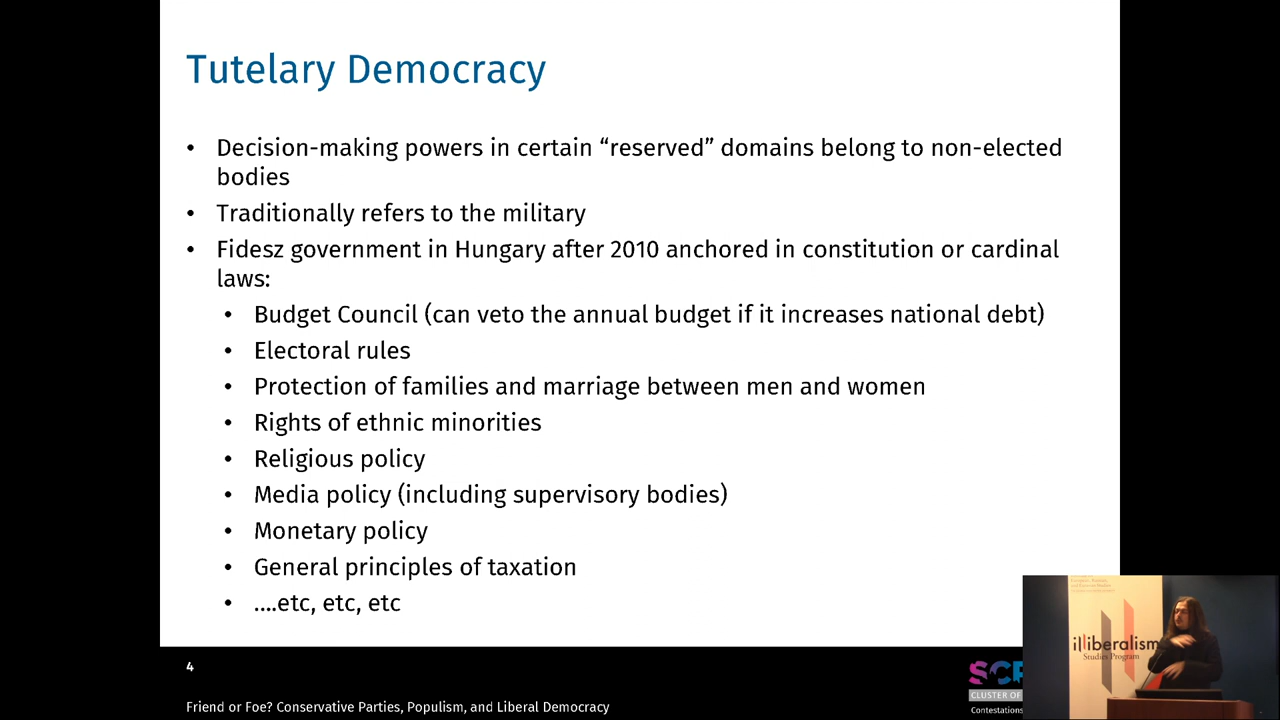 Tutelary Democracy
• Decision-making powers in certain “reserved” domains belong to non-elected
bodies
• Traditionally refers to the military
• Fidesz government in Hungary after 2010 anchored in constitution or cardinal
laws:
• Budget Council (can veto the annual budget if it increases national debt)
• Electoral rules
• Protection of families and marriage between men and women
• Rights of ethnic minorities
• Religious policy
• Media policy (including supervisory bodies)
• Monetary policy
• General principles of taxation
• ....etc, etc, etc
4
Friend or Foe? Conservative Parties, Populism, and Liberal Democracy
CLUSTER OF
Contestations
illiberalism
Studies Program